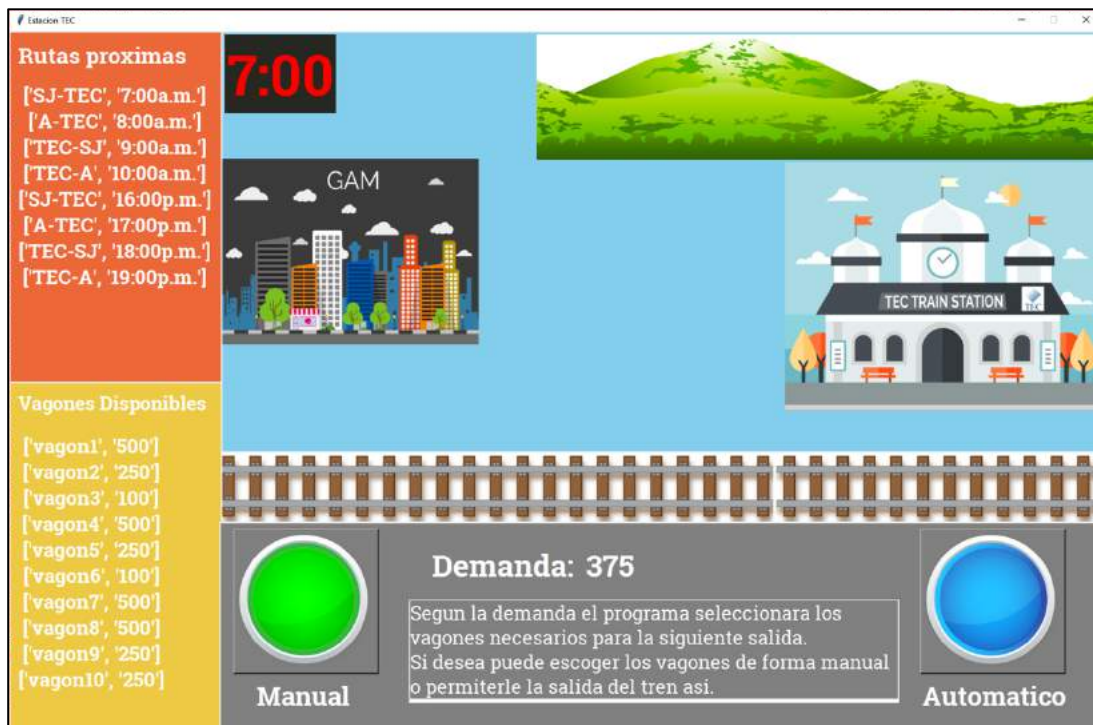 Estacion TEC
Rutas proximas
['SJ-TEC', '7:00a.m.']
['A-TEC', '8:00a.m.']
['TEC-SJ', '9:00a.m.']
['TEC-A', '10:00a.m.']
['SJ-TEC', '16:00p.m.']
['A-TEC', '17:00p.m.']
['TEC-SJ', '18:00p.m.']
['TEC-A', '19:00p.m.']
Vagones Disponibles
['vagon1', '500']
['vagon2', '250']
['vagon3', '100']
['vagon4', '500']
['vagon5', '250']
['vagon6', '100']
['vagon7', '500']
['vagon8', '500']
['vagon9', '250']
['vagon10', '250']
7:00
GAM
TEC TRAIN STATION
TEC
Demanda: 375
Segun la demanda el programa seleccionara los
vagones necesarios para la siguiente salida.
Si desea puede escoger los vagones de forma manual
o permitirle la salida del tren asi.
Manual
Automatico